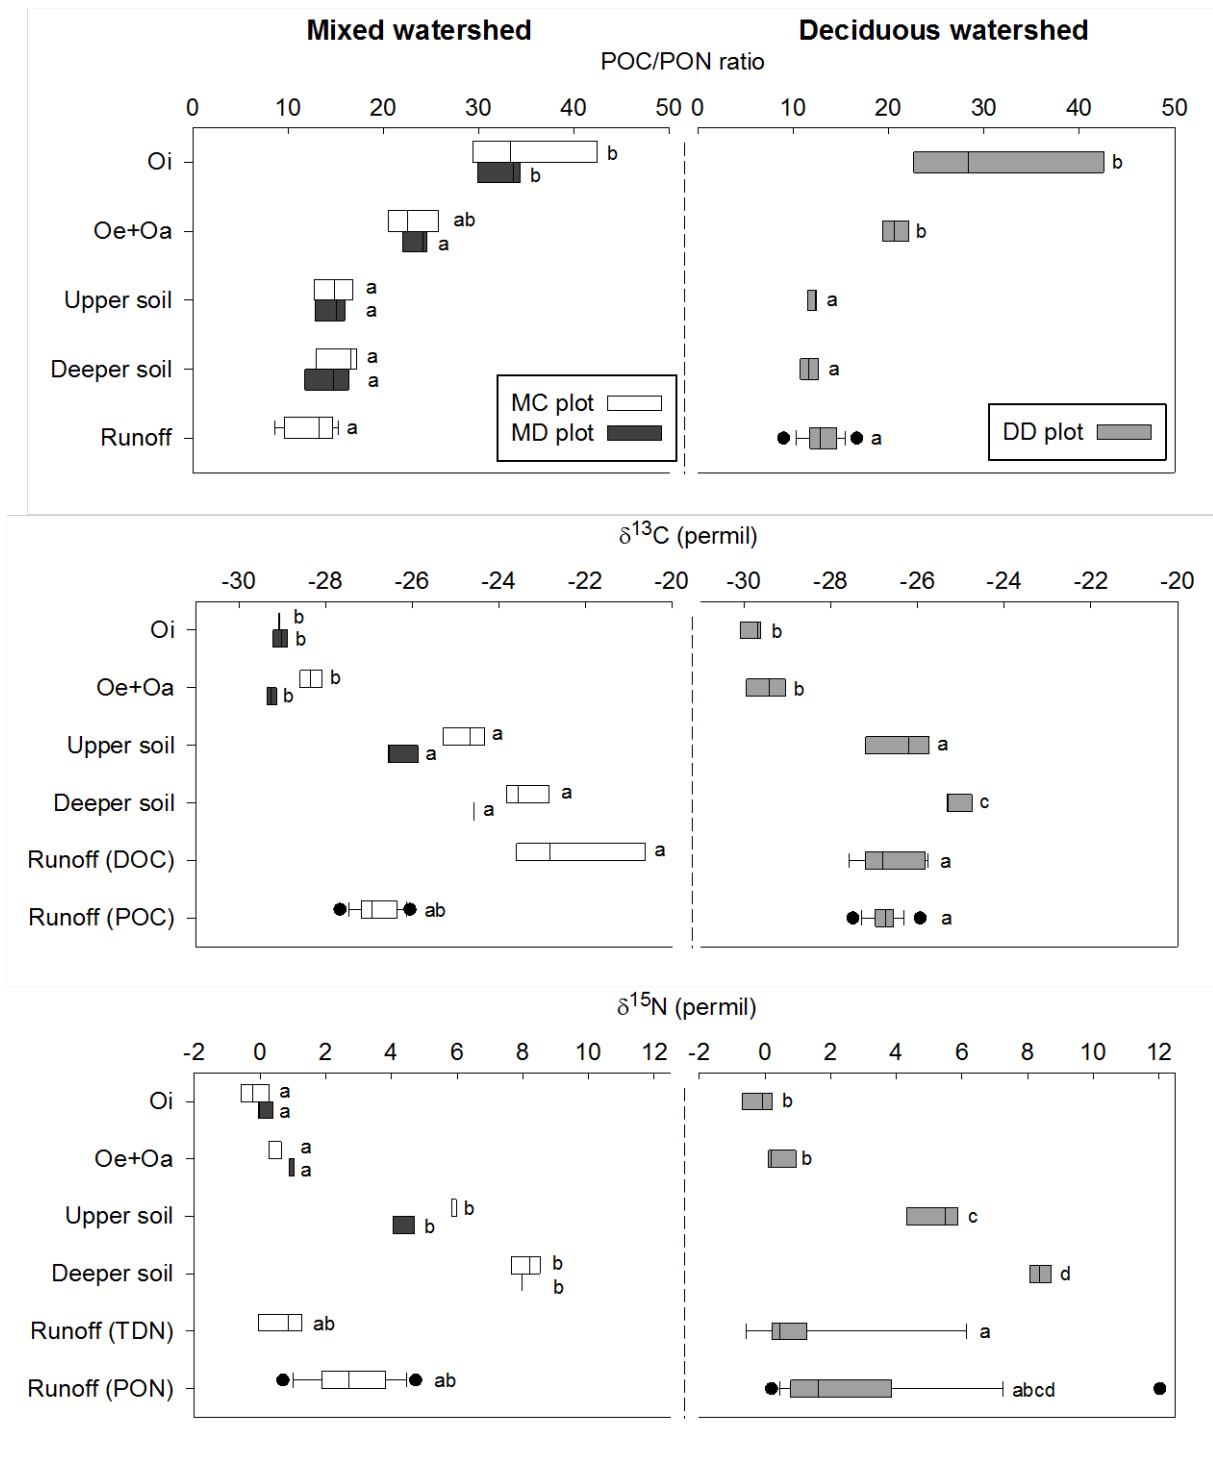 Mixed watershed Deciduous watershed
POC/PON ratio
0 10 20 30 40 50 0 10 20 30 40 50
Oi b b b
Oe+Oa ab a b
Upper soil a a a
Deeper soil a a a
MC plot
MD plot
DD plot
Runoff a a
δ13C (permil)
-30 -28 -26 -24 -22 -20 -30 -28 -26 -24 -22 -20
Oi b b b
Oe+Oa b b b
Upper soil a a a
Deeper soil a a c
Runoff (DOC) a a
Runoff (POC) ab a
δ15N (permil)
-2 0 2 4 6 8 10 12 -2 0 2 4 6 8 10 12
Oi a a b
Oe+Oa a a b
Upper soil b b c
Deeper soil b b d
Runoff (TDN) ab a
Runoff (PON) ab abcd